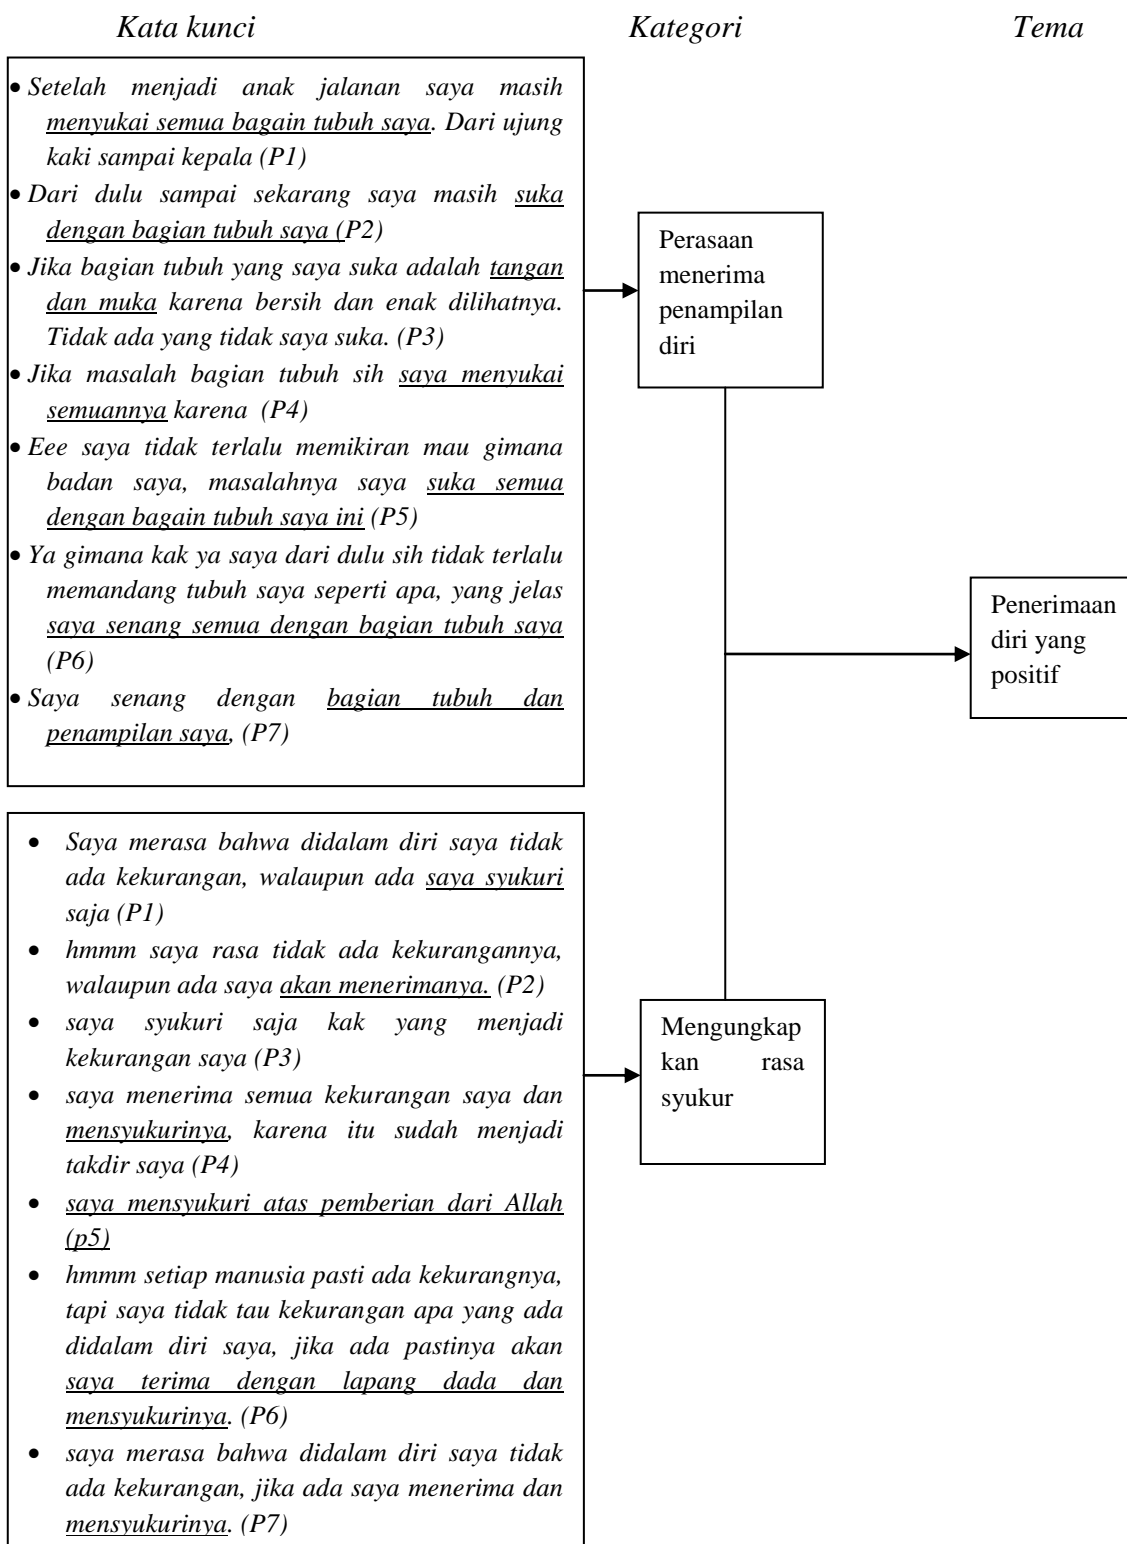 Kata kunci Kategori Tema
• Setelah menjadi anak jalanan saya masih
menyukai semua bagain tubuh saya. Dari ujung
kaki sampai kepala (P1)
• Dari dulu sampai sekarang saya masih suka
dengan bagian tubuh saya (P2)
• Jika bagian tubuh yang saya suka adalah tangan
dan muka karena bersih dan enak dilihatnya.
Tidak ada yang tidak saya suka. (P3)
• Jika masalah bagian tubuh sih saya menyukai
semuannya karena (P4)
• Eee saya tidak terlalu memikiran mau gimana
badan saya, masalahnya saya suka semua
dengan bagain tubuh saya ini (P5)
• Ya gimana kak ya saya dari dulu sih tidak terlalu
memandang tubuh saya seperti apa, yang jelas
saya senang semua dengan bagian tubuh saya
(P6)
• Saya senang dengan bagian tubuh dan
penampilan saya, (P7)
Perasaan
menerima
penampilan
diri
Penerimaan
diri yang
positif
• Saya merasa bahwa didalam diri saya tidak
ada kekurangan, walaupun ada saya syukuri
saja (P1)
• hmmm saya rasa tidak ada kekurangannya,
walaupun ada saya akan menerimanya. (P2)
• saya syukuri saja kak yang menjadi
kekurangan saya (P3)
• saya menerima semua kekurangan saya dan
mensyukurinya, karena itu sudah menjadi
takdir saya (P4)
• saya mensyukuri atas pemberian dari Allah
(p5)
• hmmm setiap manusia pasti ada kekurangnya,
tapi saya tidak tau kekurangan apa yang ada
didalam diri saya, jika ada pastinya akan
saya terima dengan lapang dada dan
mensyukurinya. (P6)
• saya merasa bahwa didalam diri saya tidak
ada kekurangan, jika ada saya menerima dan
mensyukurinya. (P7)
Mengungkap
kan rasa
syukur